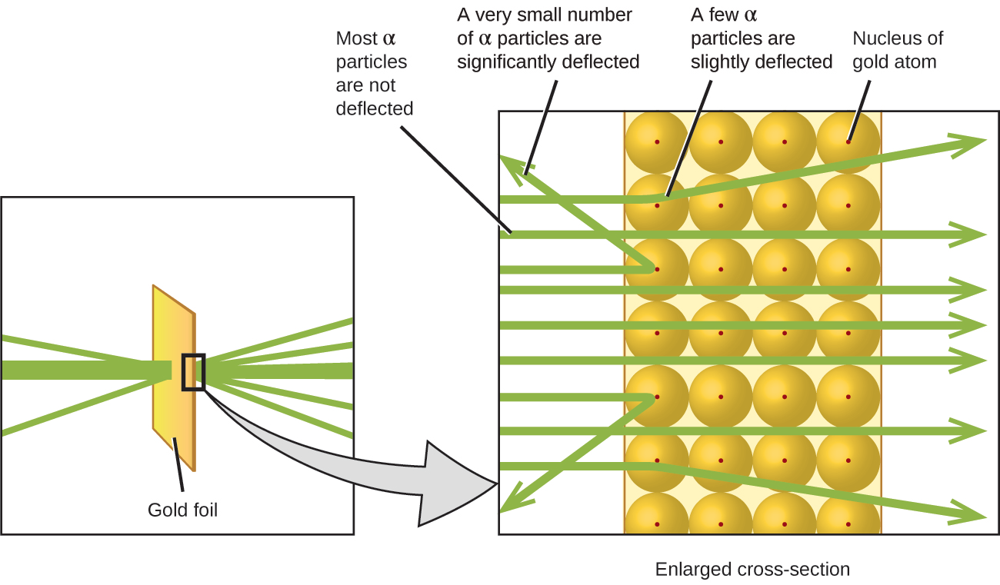 Most α
particles
are not
deflected
A very small number
of α particles are
significantly deflected
A few α
particles are
slightly deflected
Nucleus of
gold atom
Gold foil
Enlarged cross-section